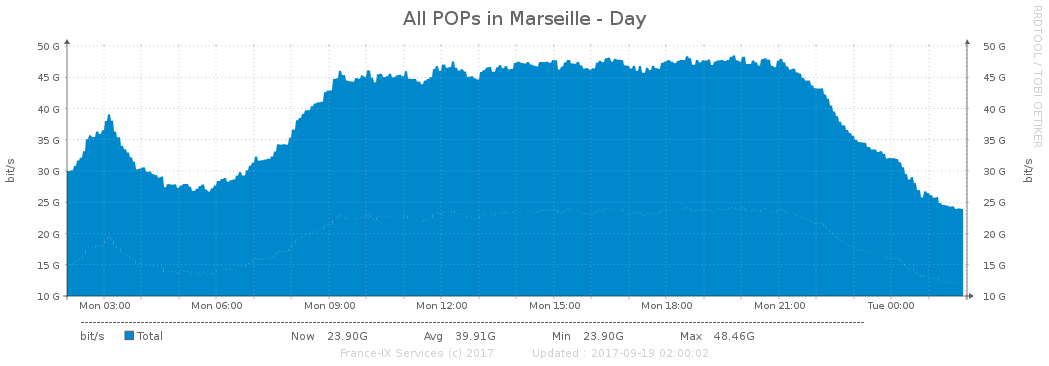 All POPs in Marseille - Day
RRDTOOL / TOBI OETIKER
50 G 50 G
45 G 45 G
40 G 40 G
35 G 35 G
30 G 30 G
25 G 25 G
20 G 20 G
15 G 15 G
10 G 10 G
bit/s
bit/s
Mon 03:00 Mon 06:00 Mon 09:00 Mon 12:00 Mon 15:00 Mon 18:00 Mon 21:00 Tue 00:00
bit/s Total Now 23.90G Avg 39.91G Min 23.90G Max 48.46G
France-IX Services (c) 2017 Updated : 2017-09-19 02:00:02